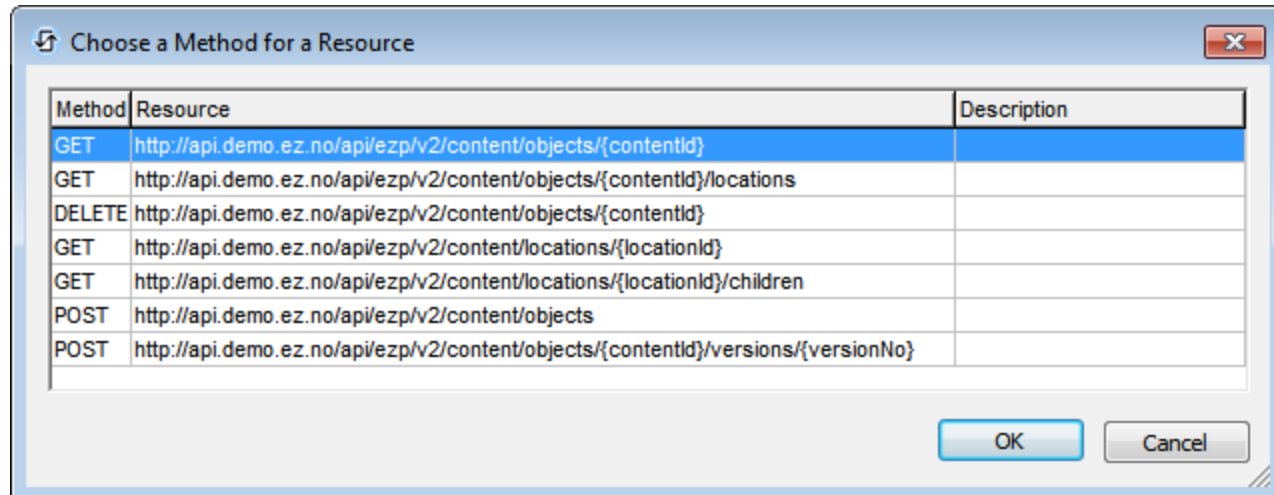 Choose a Method for a Resource
Method Resource Description
GET http://api.demo.ez.no/api/ezp/v2/content/objects/{contentId}
GET http://api.demo.ez.no/api/ezp/v2/content/objects/{contentId}/locations
DELETE http://api.demo.ez.no/api/ezp/v2/content/objects/{contentId}
GET http://api.demo.ez.no/api/ezp/v2/content/locations/{locationId}
GET http://api.demo.ez.no/api/ezp/v2/content/locations/{locationId}/children
POST http://api.demo.ez.no/api/ezp/v2/content/objects
POST http://api.demo.ez.no/api/ezp/v2/content/objects/{contentId}/versions/{versionNo}
OK Cancel